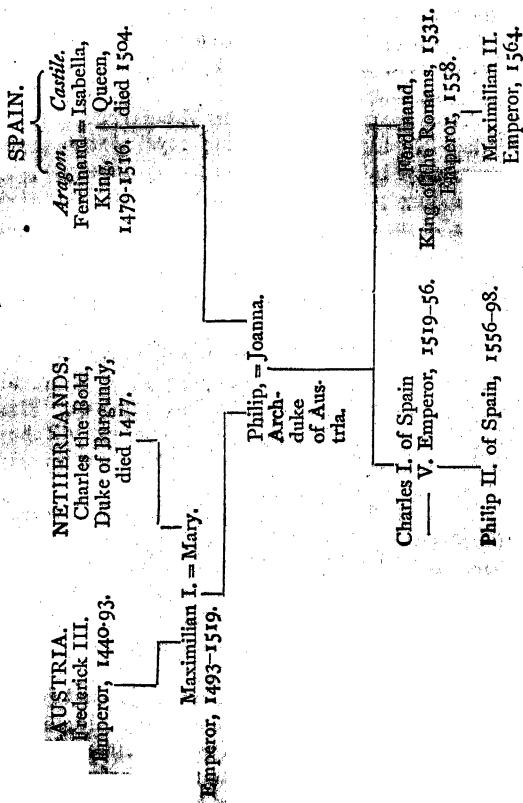 AUSTRIA.
Frederick III.
Emperor, 1440-93.
NETHERLANDS.
Charles the Bold,
Duke of Burgundy,
died 1477.
SPAIN.
Aragon. Castile.
Ferdinand = Isabella,
King, Queen,
1479-1516. died 1504.
Maximilian I. = Mary.
Emperor, 1493-1519.
Philip, = Joanna.
Arch-
duke
of Aus-
tria.
Charles I. of Spain
— V. Emperor, 1519-56.
Ferdinand,
King of the Romans, 1531.
Emperor, 1558.
Philip II. of Spain, 1556-98.
Maximilian II.
Emperor, 1564.